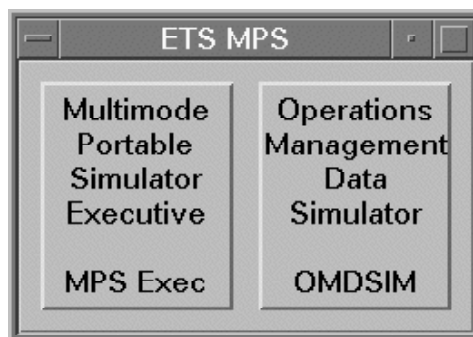 ETS MPS
Multimode
Portable
Simulator
Executive
MPS Exec
Operations
Management
Data
Simulator
OMDSIM